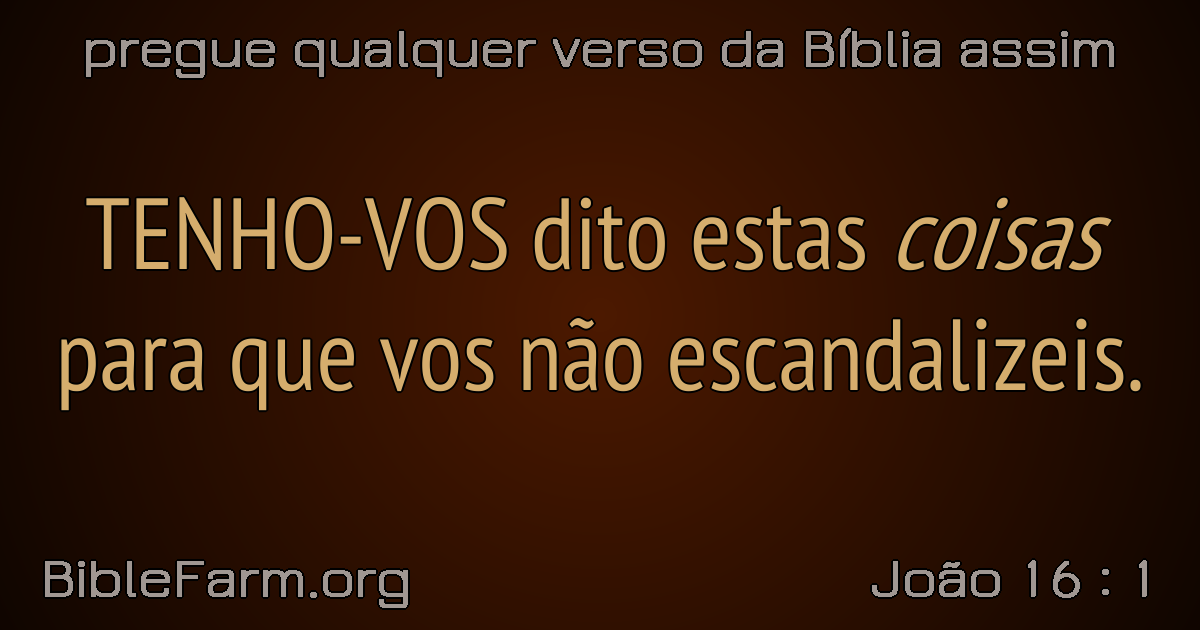 pregue qualquer verso da Bíblia assim
TENHO-VOS dito estas coisas
para que vos não escandalizeis.
BibleFarm.org
João 16 : 1